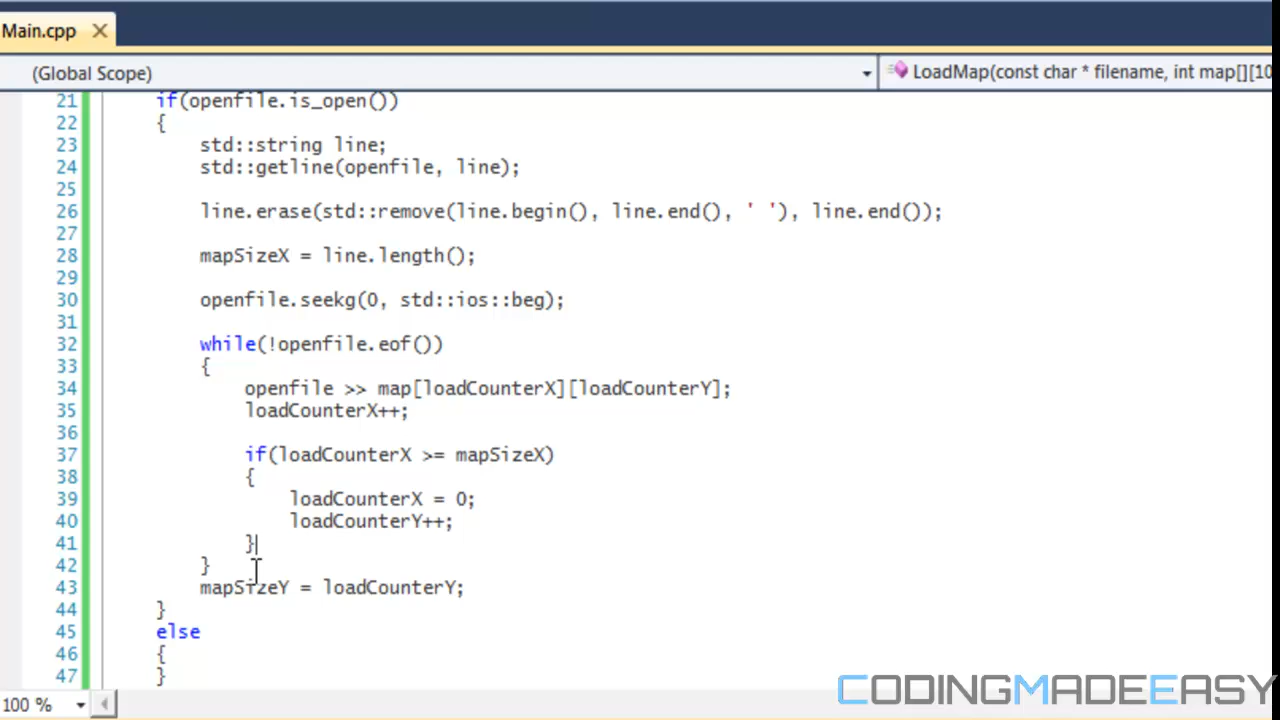 Main.cpp
(Global Scope)
LoadMap(const char * filename, int map[][10
21 if(openfile.is_open())
22 {
23 std::string line;
24 std::getline(openfile, line);
25
26 line.erase(std::remove(line.begin(), line.end(), ' '), line.end());
27
28 mapSizeX = line.length();
29
30 openfile.seekg(0, std::ios::beg);
31
32 while(!openfile.eof())
33 {
34 openfile >> map[loadCounterX][loadCounterY];
35 loadCounterX++;
36
37 if(loadCounterX >= mapSizeX)
38 {
39 loadCounterX = 0;
40 loadCounterY++;
41 }
42 }
43 mapSizeY = loadCounterY;
44 }
45 else
46 {
47 }
100 %
CODINGMADEEASY